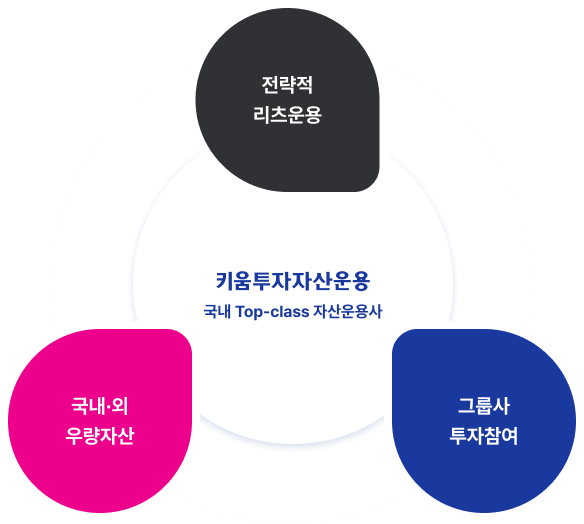 전략적
리츠운용
키움투자자산운용
국내 Top-class 자산운용사
국내·외
우량자산
그룹사
투자참여